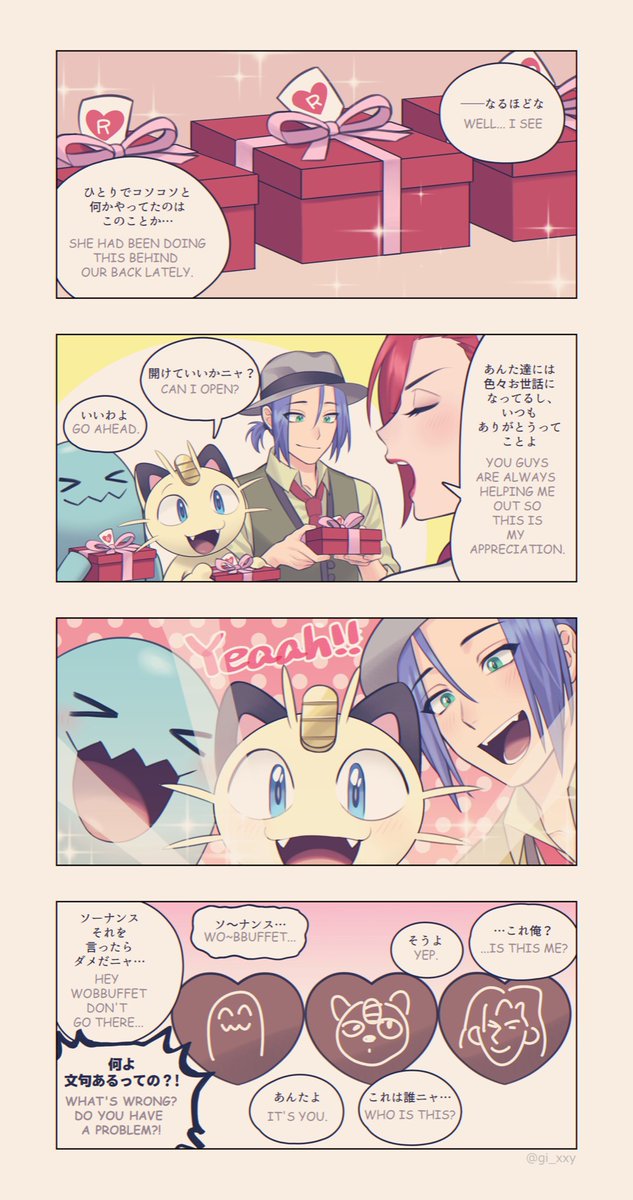 ――なるほどな
WELL... I SEE
R
R
R
ひとりでコソコソと
何かやってたのは
このことか…
SHE HAD BEEN DOING
THIS BEHIND
OUR BACK LATELY.
あんた達には
色々お世話に
なってるし、
いつも
ありがとうって
ことよ
YOU GUYS
ARE ALWAYS
HELPING ME
OUT SO
THIS IS
MY
APPRECIATION.
開けていいかニャ?
CAN I OPEN?
いいわよ
GO AHEAD.
Yeaah!!
…これ俺?
...IS THIS ME?
そうよ
YEP.
これは誰ニャ…
WHO IS THIS?
あんたよ
IT'S YOU.
ソ〜ナンス…
WO~BBUFFET...
ソーナンス
それを
言ったら
ダメだニャ…
HEY
WOBBUFFET
DON'T
GO THERE...
何よ
文句あるっての?!
WHAT'S WRONG?
DO YOU HAVE
A PROBLEM?!
@gi_xxy